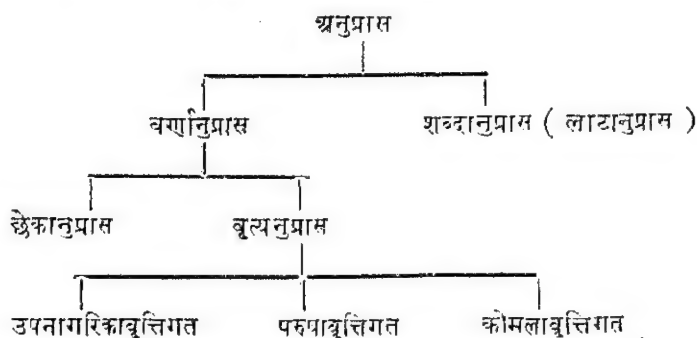 अनुप्रास
वर्णानुप्रास शब्दानुप्रास ( लाटानुप्रास )
छेकानुप्रास वृत्यनुप्रास
उपनागरिकावृत्तिगत परुषावृत्तिगत कोमलावृत्तिगत